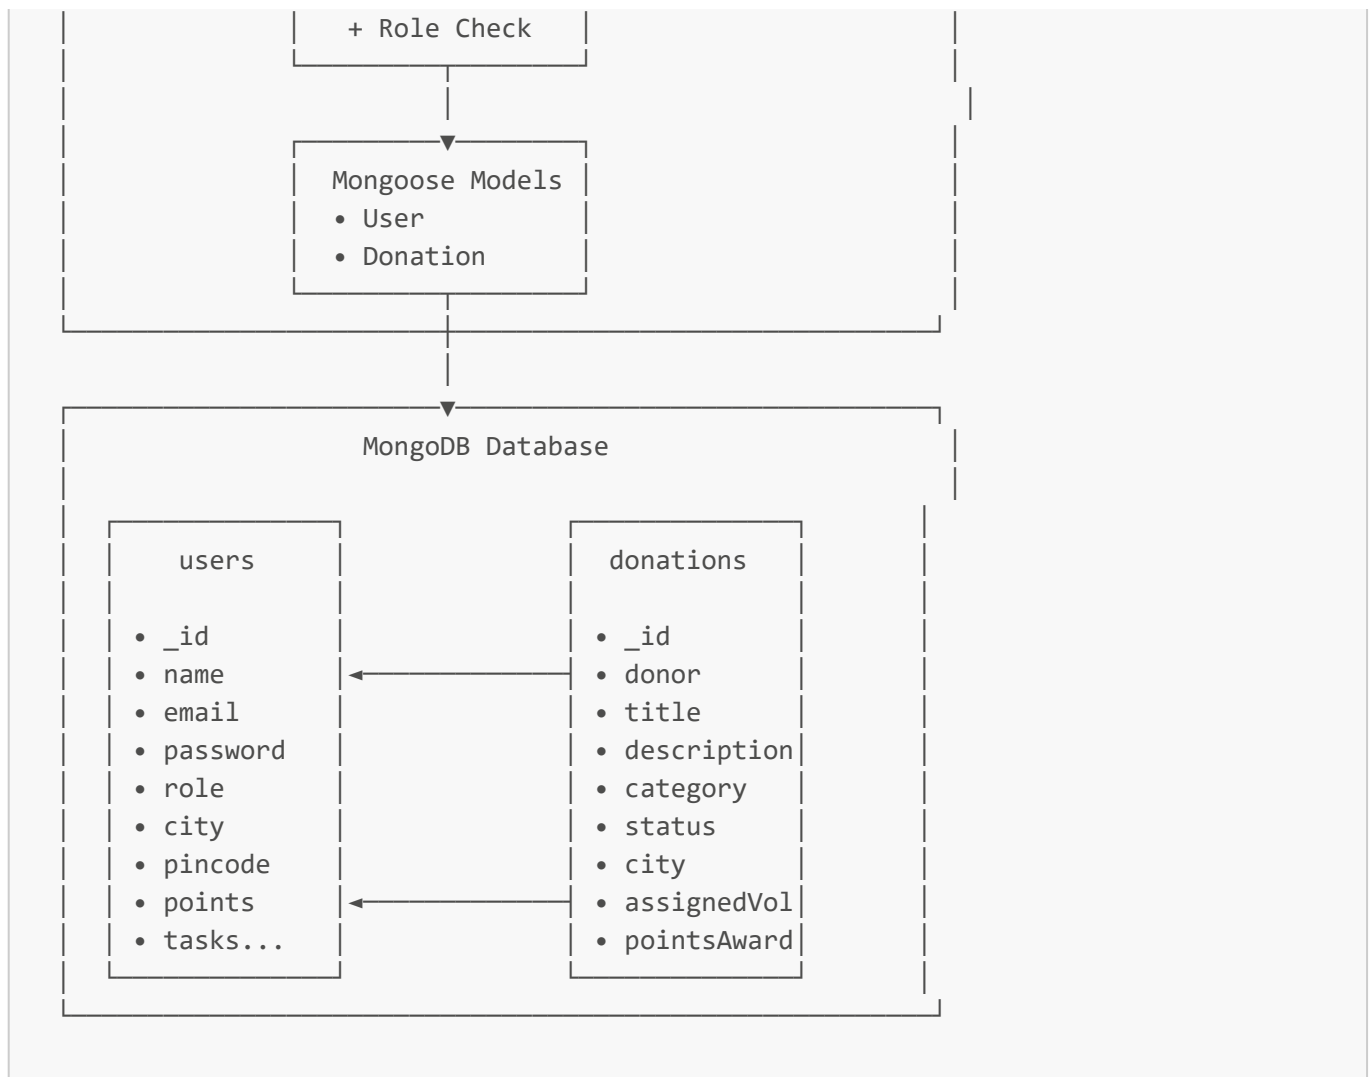 + Role Check
Mongoose Models
• User
• Donation
MongoDB Database
users donations
• _id • _id
• name • donor
• email • title
• password • description
• role • category
• city • status
• pincode • city
• points • assignedVol
• tasks... • pointsAward